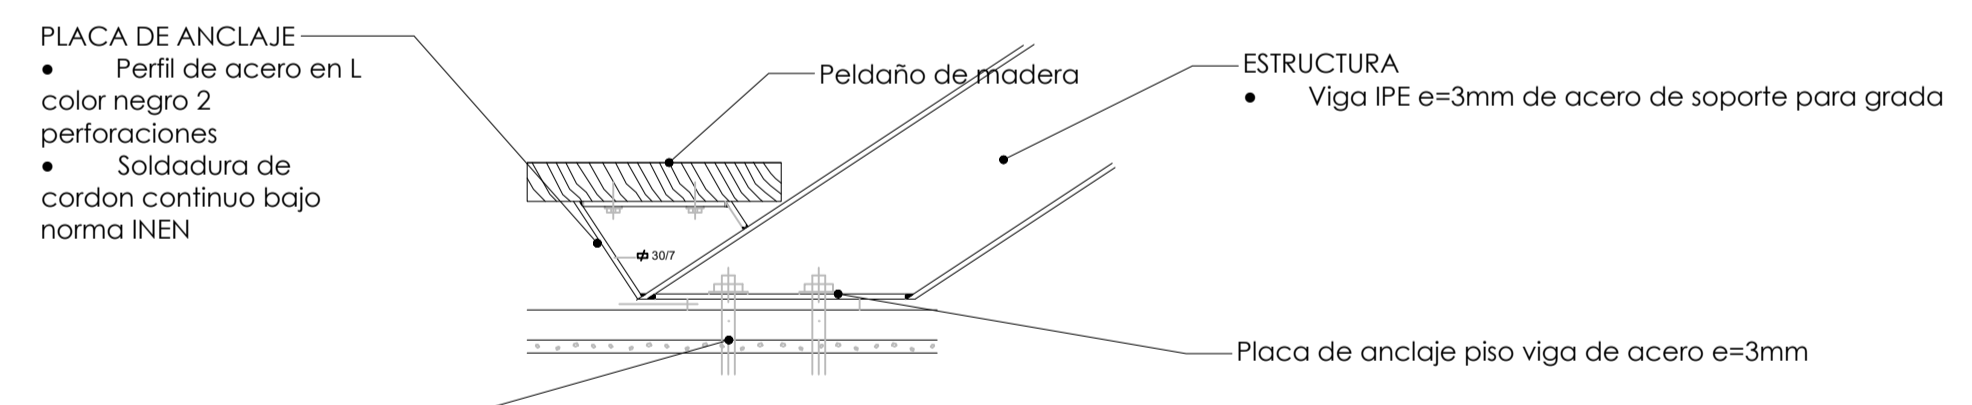 PLACA DE ANCLAJE
• Perfil de acero en L
color negro 2
perforaciones
• Soldadura de
cordon continuo bajo
norma INEN
Peldaño de madera
ESTRUCTURA
• Viga IPE e=3mm de acero de soporte para grada
30/7
Placa de anclaje piso viga de acero e=3mm